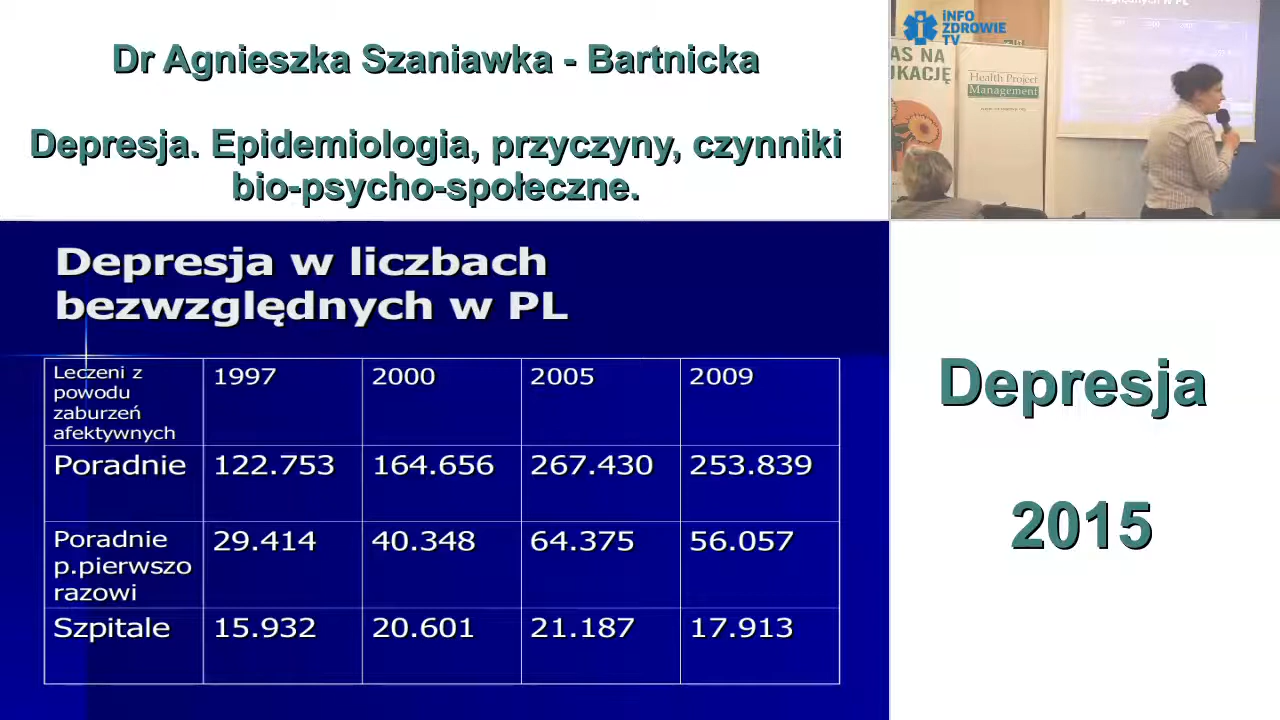 Dr Agnieszka Szaniawka - Bartnicka
Depresja. Epidemiologia, przyczyny, czynniki
bio-psycho-społeczne.
iNFO
ZDROWIE
TV
AS NA
UKACJĘ
Health Project
Management
Depresja w liczbach
bezwzględnych w PL
Leczeni z
powodu
zaburzeń
afektywnych
1997
2000
2005
2009
Poradnie
122.753
164.656
267.430
253.839
Poradnie
p.pierwszo
razowi
29.414
40.348
64.375
56.057
Szpitale
15.932
20.601
21.187
17.913
Depresja
2015